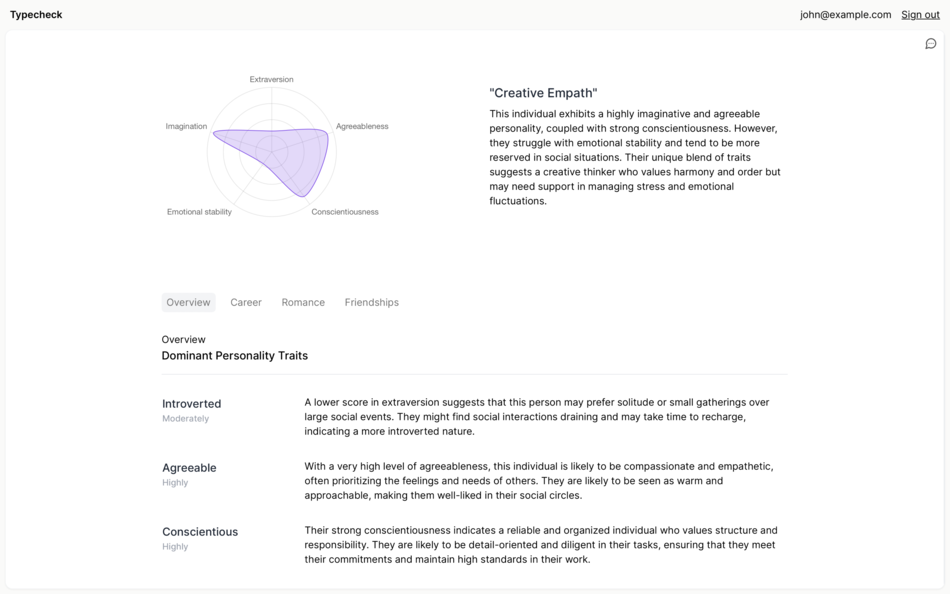 Typecheck
john@example.com Sign out
Extraversion
Imagination
Agreeableness
Emotional stability
Conscientiousness
"Creative Empath"
This individual exhibits a highly imaginative and agreeable
personality, coupled with strong conscientiousness. However,
they struggle with emotional stability and tend to be more
reserved in social situations. Their unique blend of traits
suggests a creative thinker who values harmony and order but
may need support in managing stress and emotional
fluctuations.
Overview Career Romance Friendships
Overview
Dominant Personality Traits
Introverted
Moderately
A lower score in extraversion suggests that this person may prefer solitude or small gatherings over
large social events. They might find social interactions draining and may take time to recharge,
indicating a more introverted nature.
Agreeable
Highly
With a very high level of agreeableness, this individual is likely to be compassionate and empathetic,
often prioritizing the feelings and needs of others. They are likely to be seen as warm and
approachable, making them well-liked in their social circles.
Conscientious
Highly
Their strong conscientiousness indicates a reliable and organized individual who values structure and
responsibility. They are likely to be detail-oriented and diligent in their tasks, ensuring that they meet
their commitments and maintain high standards in their work.